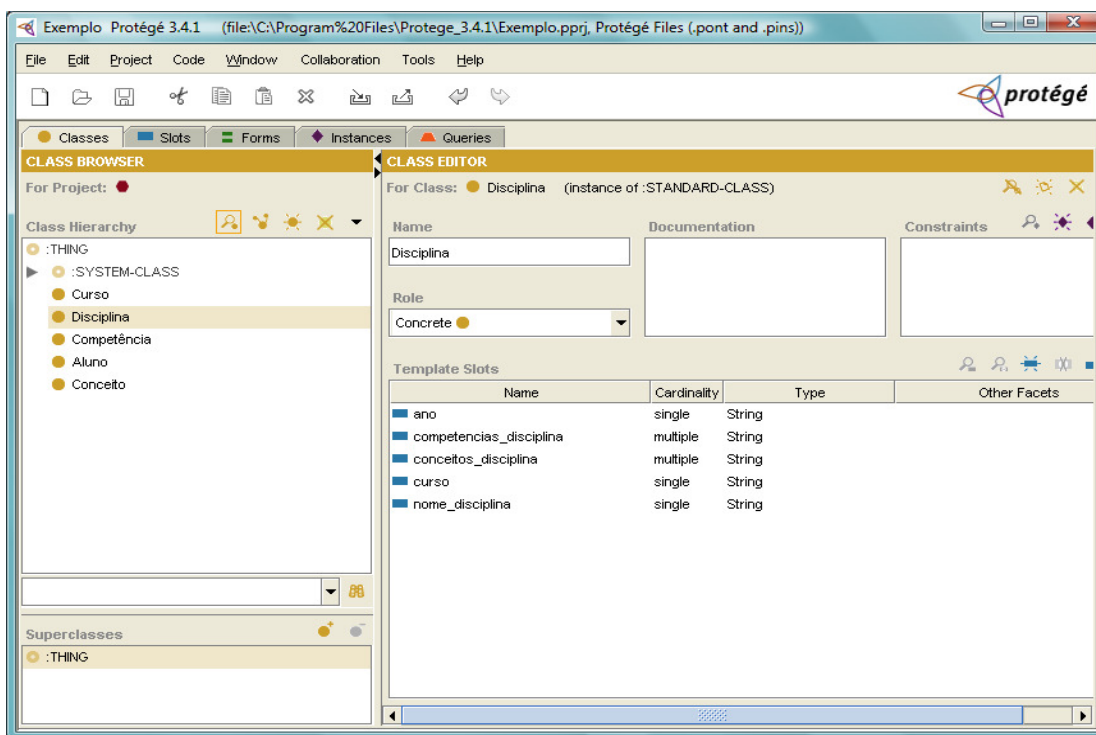 Exemplo Protégé 3.4.1 (file:\C:\Program%20Files\Protege_3.4.1\Exemplo.pprj, Protégé Files (.pont and .pins))
File Edit Project Code Window Collaboration Tools Help
protégé
Classes Slots Forms Instances Queries
CLASS BROWSER
For Project:
Class Hierarchy
:THING
:SYSTEM-CLASS
Curso
Disciplina
Competência
Aluno
Conceito
Superclasses
:THING
CLASS EDITOR
For Class: Disciplina (instance of :STANDARD-CLASS)
Name Documentation Constraints
Disciplina
Role
Concrete
Template Slots
Name Cardinality Type Other Facets
ano single String
competencias_disciplina multiple String
conceitos_disciplina multiple String
curso single String
nome_disciplina single String